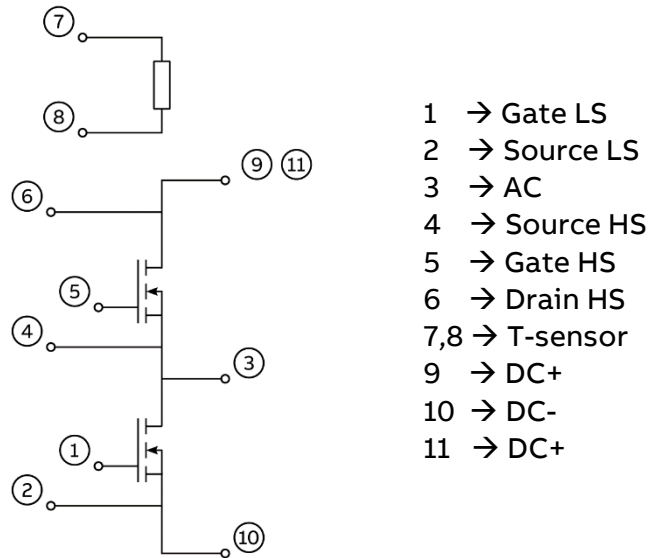 7
8
9 11
6
5
4
3
1
2
10
1 → Gate LS
2 → Source LS
3 → AC
4 → Source HS
5 → Gate HS
6 → Drain HS
7,8 → T-sensor
9 → DC+
10 → DC-
11 → DC+